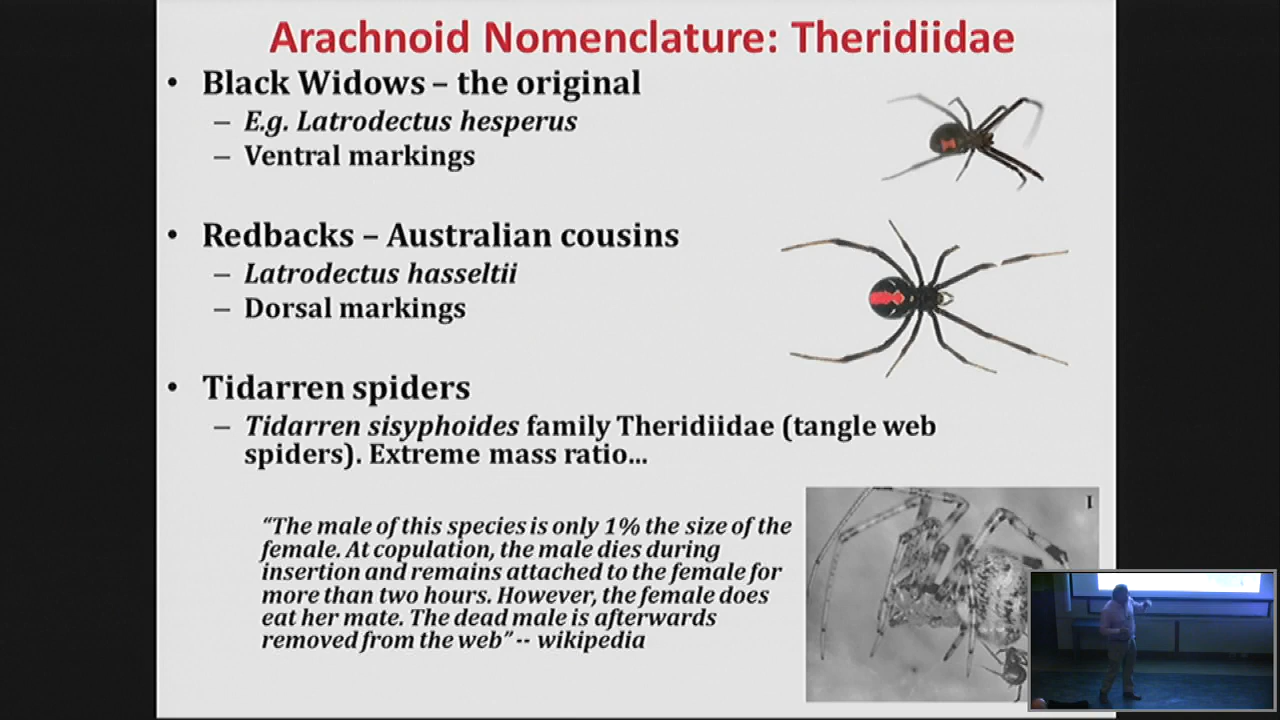 Arachnoid Nomenclature: Theridiidae
• Black Widows – the original
– E.g. Latrodectus hesperus
– Ventral markings
• Redbacks – Australian cousins
– Latrodectus hasseltii
– Dorsal markings
• Tidarren spiders
– Tidarren sisyphoides family Theridiidae (tangle web
spiders). Extreme mass ratio...
“The male of this species is only 1% the size of the
female. At copulation, the male dies during
insertion and remains attached to the female for
more than two hours. However, the female does
eat her mate. The dead male is afterwards
removed from the web” -- wikipedia
I